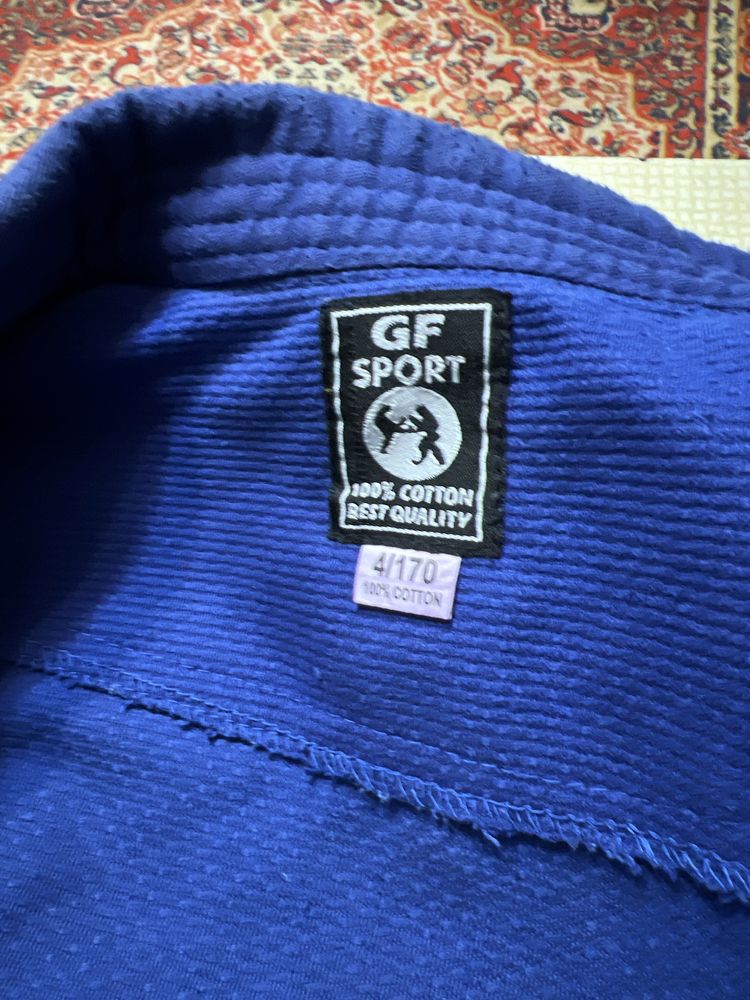 GF
SPORT
100% COTTON
BEST QUALITY
4/170
100% COTTON